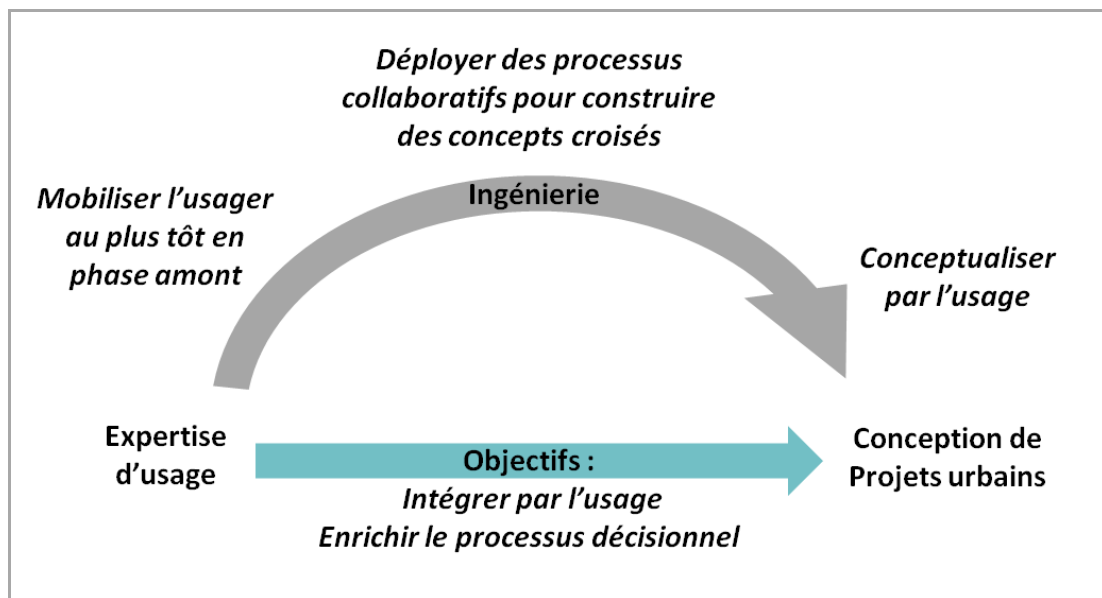 Déployer des processus
collaboratifs pour construire
des concepts croisés
Ingénierie
Mobiliser l’usager
au plus tôt en
phase amont
Conceptualiser
par l’usage
Expertise
d’usage
Objectifs :
Intégrer par l’usage
Enrichir le processus décisionnel
Conception de
Projets urbains